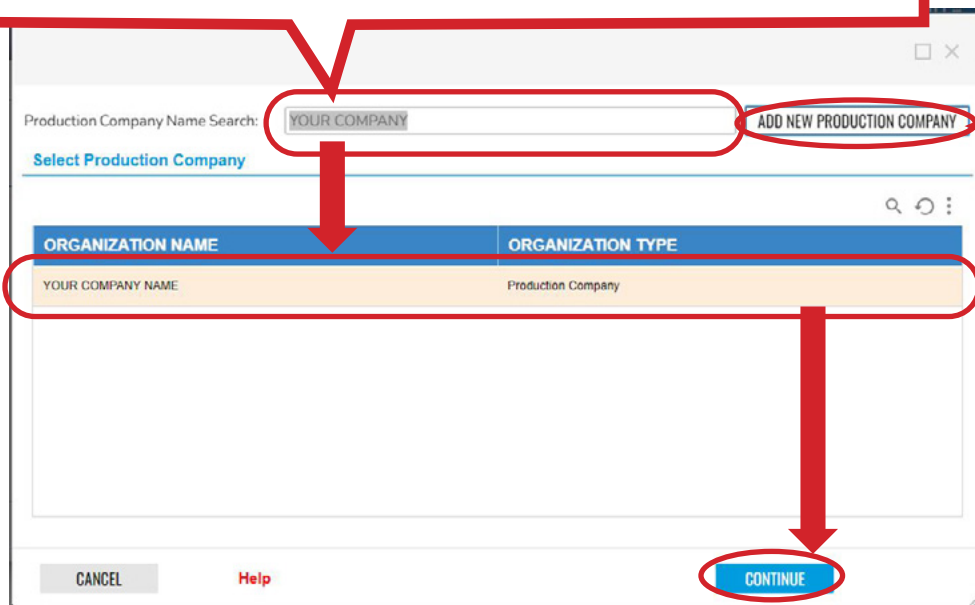 Production Company Name Search: YOUR COMPANY ADD NEW PRODUCTION COMPANY
Select Production Company
ORGANIZATION NAME ORGANIZATION TYPE
YOUR COMPANY NAME Production Company
CANCEL Help CONTINUE